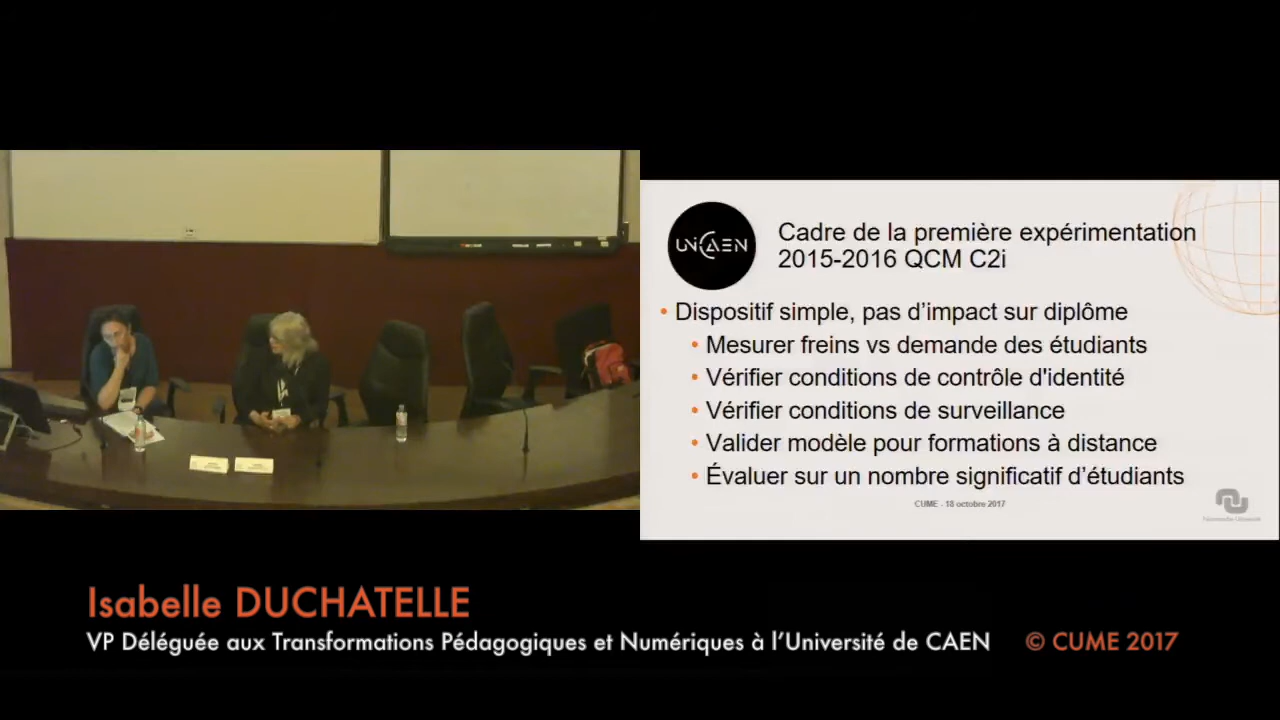 UNICAEN
Cadre de la première expérimentation
2015-2016 QCM C2i
• Dispositif simple, pas d’impact sur diplôme
• Mesurer freins vs demande des étudiants
• Vérifier conditions de contrôle d'identité
• Vérifier conditions de surveillance
• Valider modèle pour formations à distance
• Évaluer sur un nombre significatif d’étudiants
CUME - 18 octobre 2017
Normandie Université
Isabelle DUCHATELLE
VP Déléguée aux Transformations Pédagogiques et Numériques à l’Université de CAEN
© CUME 2017